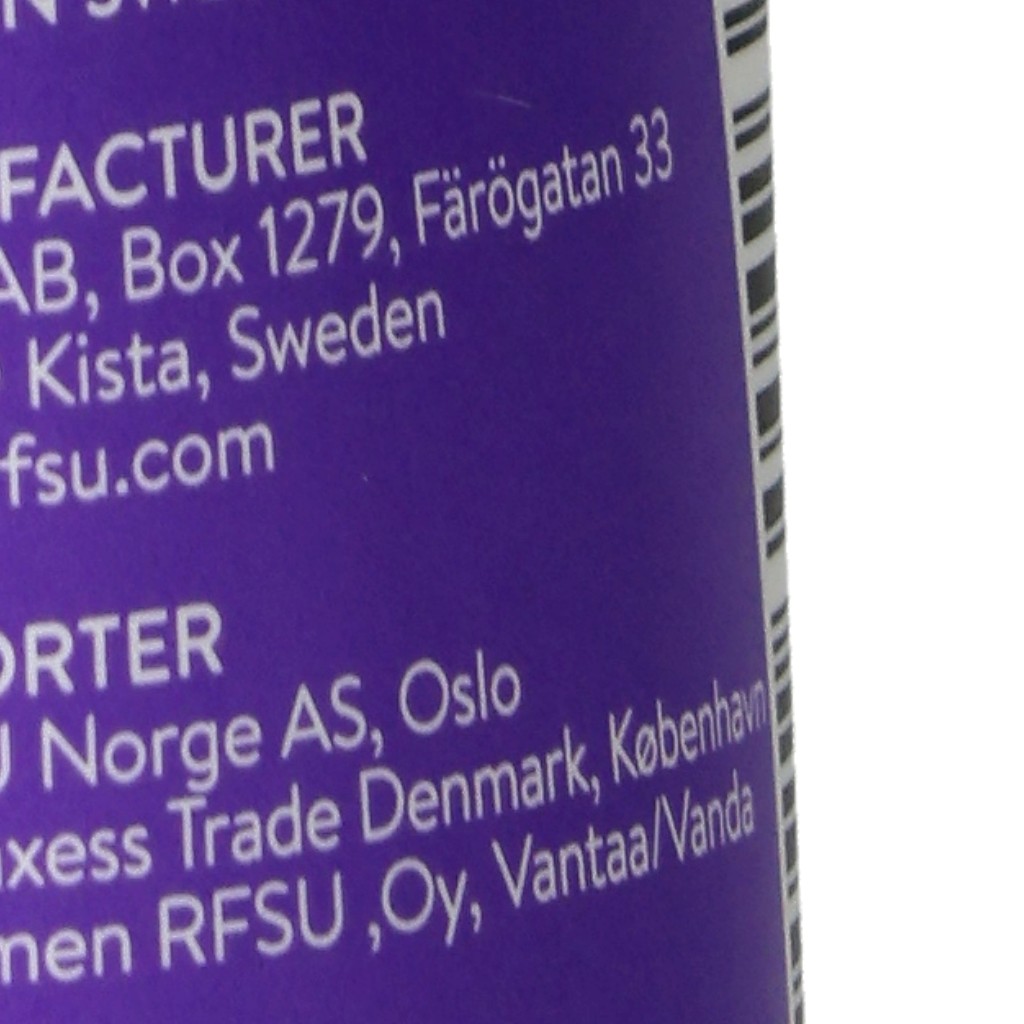 FACTURER
AB, Box 1279, Färögatan 33
Kista, Sweden
fsu.com
ORTER
Norge AS, Oslo
xess Trade Denmark, København
men RFSU ,Oy, Vantaa/Vanda